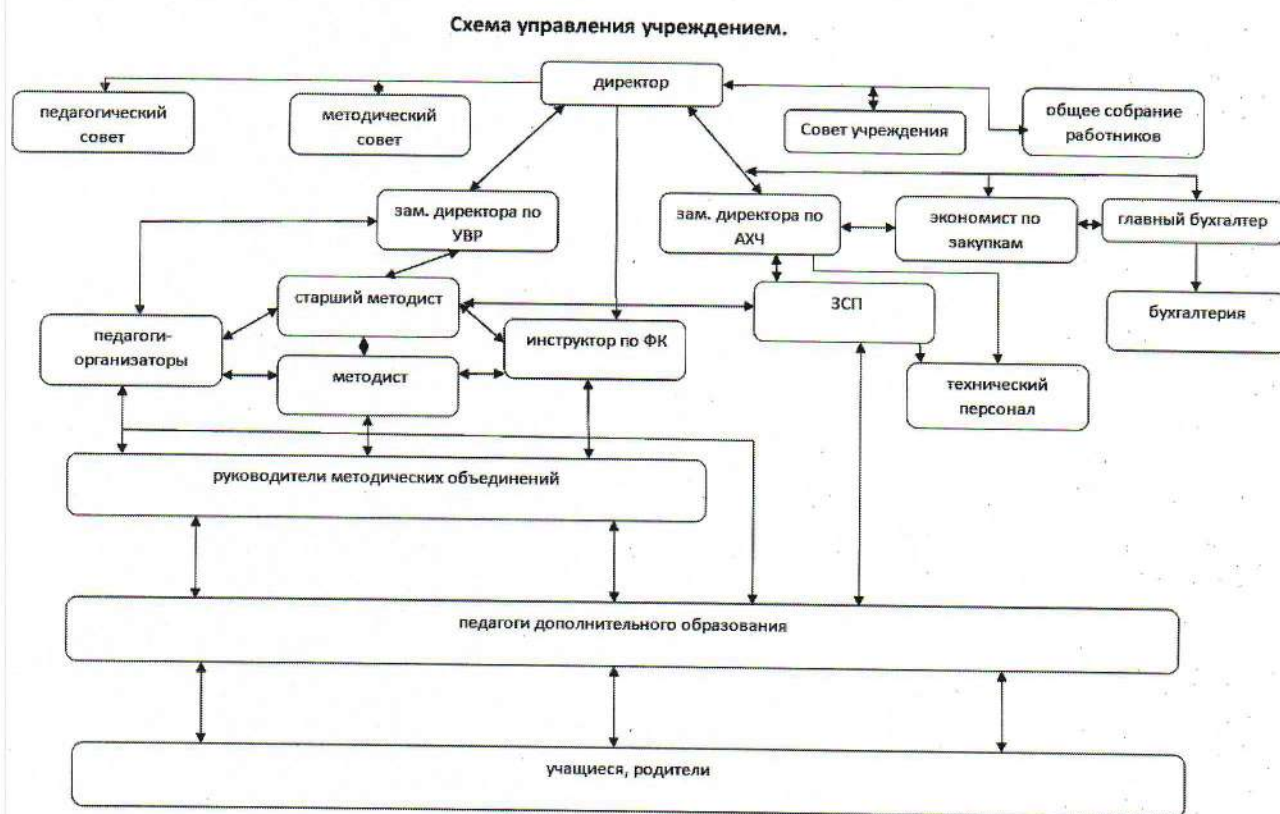 Схема управления учреждением.
директор
педагогический
совет
методический
совет
Совет учреждения
общее собрание
работников
зам. директора по
УВР
зам. директора по
АХЧ
экономист по
закупкам
главный бухгалтер
старший методист
ЗСП
бухгалтерия
педагоги-
организаторы
инструктор по ФК
методист
технический
персонал
руководители методических объединений
педагоги дополнительного образования
учащиеся, родители